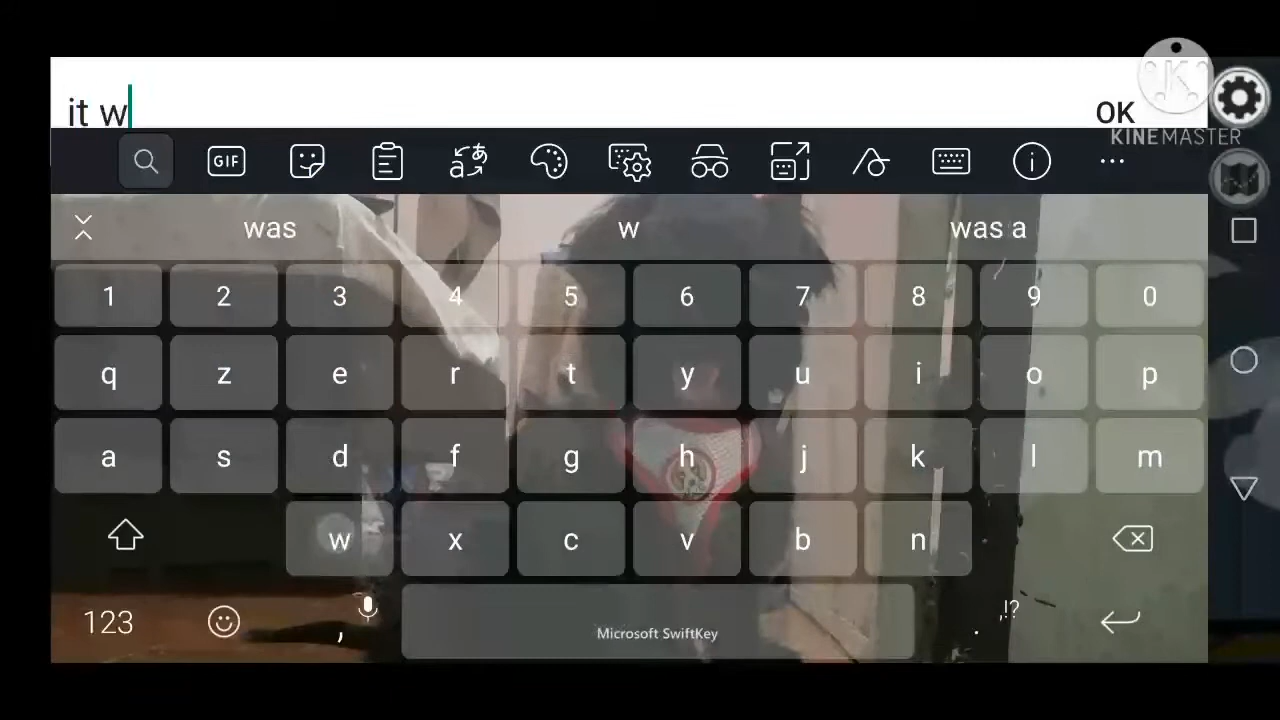 it w
OK
KINEMASTER
GIF
was w was a
1 2 3 4 5 6 7 8 9 0
q z e r t y u i o p
a s d f g h j k l m
w x c v b n
123 , Microsoft SwiftKey . ,!?